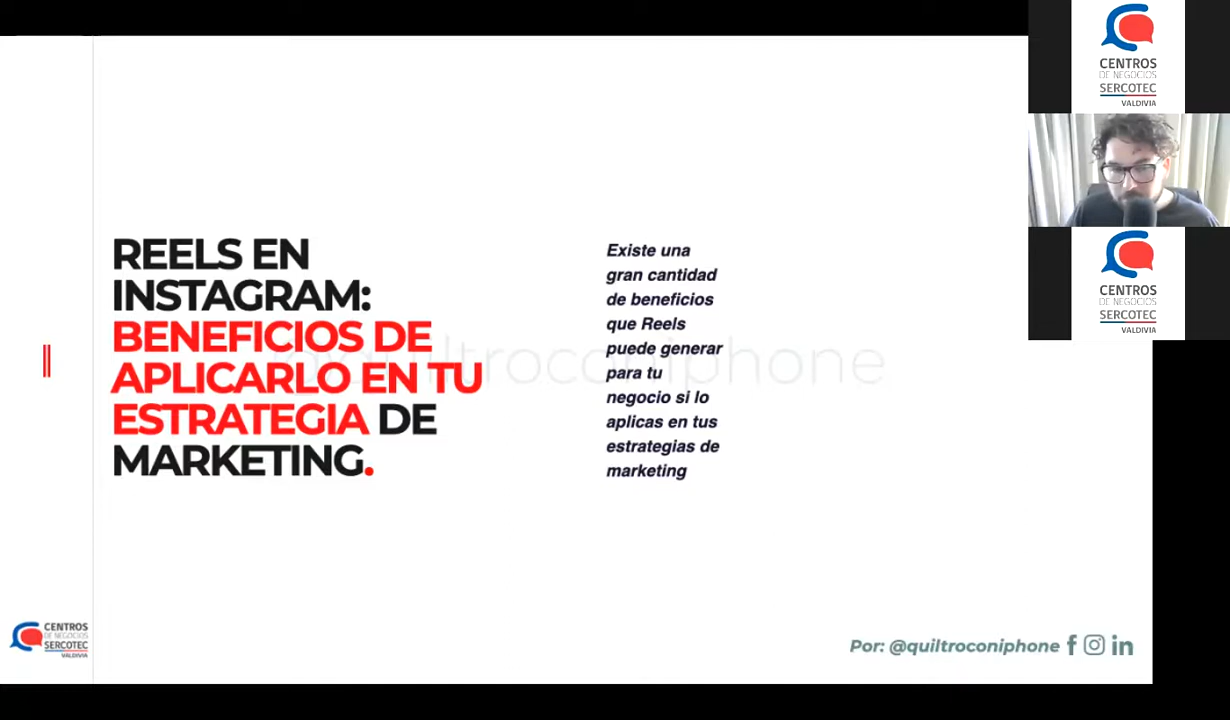 REELS EN
INSTAGRAM:
BENEFICIOS DE
APLICARLO EN TU
ESTRATEGIA DE
MARKETING.
Existe una
gran cantidad
de beneficios
que Reels
puede generar
para tu
negocio si lo
aplicas en tus
estrategias de
marketing
@quiltroconiphone
CENTROS
DE NEGOCIOS
SERCOTEC
VALDIVIA
Por: @quiltroconiphone
CENTROS
DE NEGOCIOS
SERCOTEC
VALDIVIA
CENTROS
DE NEGOCIOS
SERCOTEC
VALDIVIA